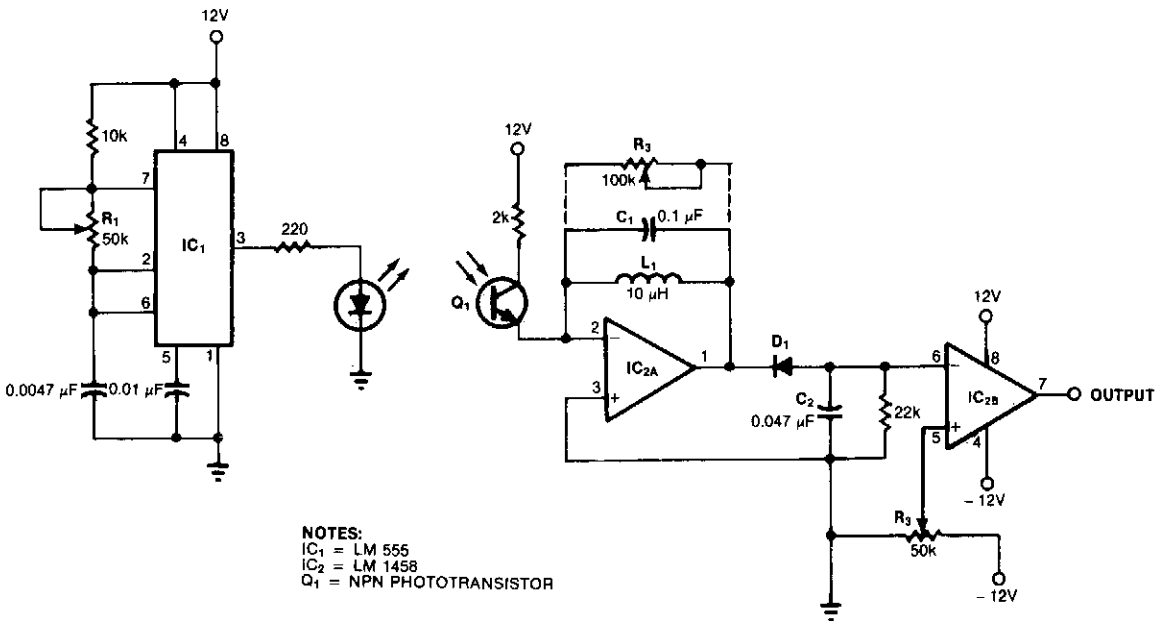 12V
10k
4
8
7
R1
50k
IC1
2
3
220
6
5
1
0.0047 µF
0.01 µF
12V
2k
Q1
R3
100k
C1
0.1 µF
L1
10 µH
2
IC2A
1
3
D1
C2
0.047 µF
22k
12V
6
8
IC2B
7
OUTPUT
5
4
− 12V
R3
50k
− 12V
NOTES:
IC1 = LM 555
IC2 = LM 1458
Q1 = NPN PHOTOTRANSISTOR